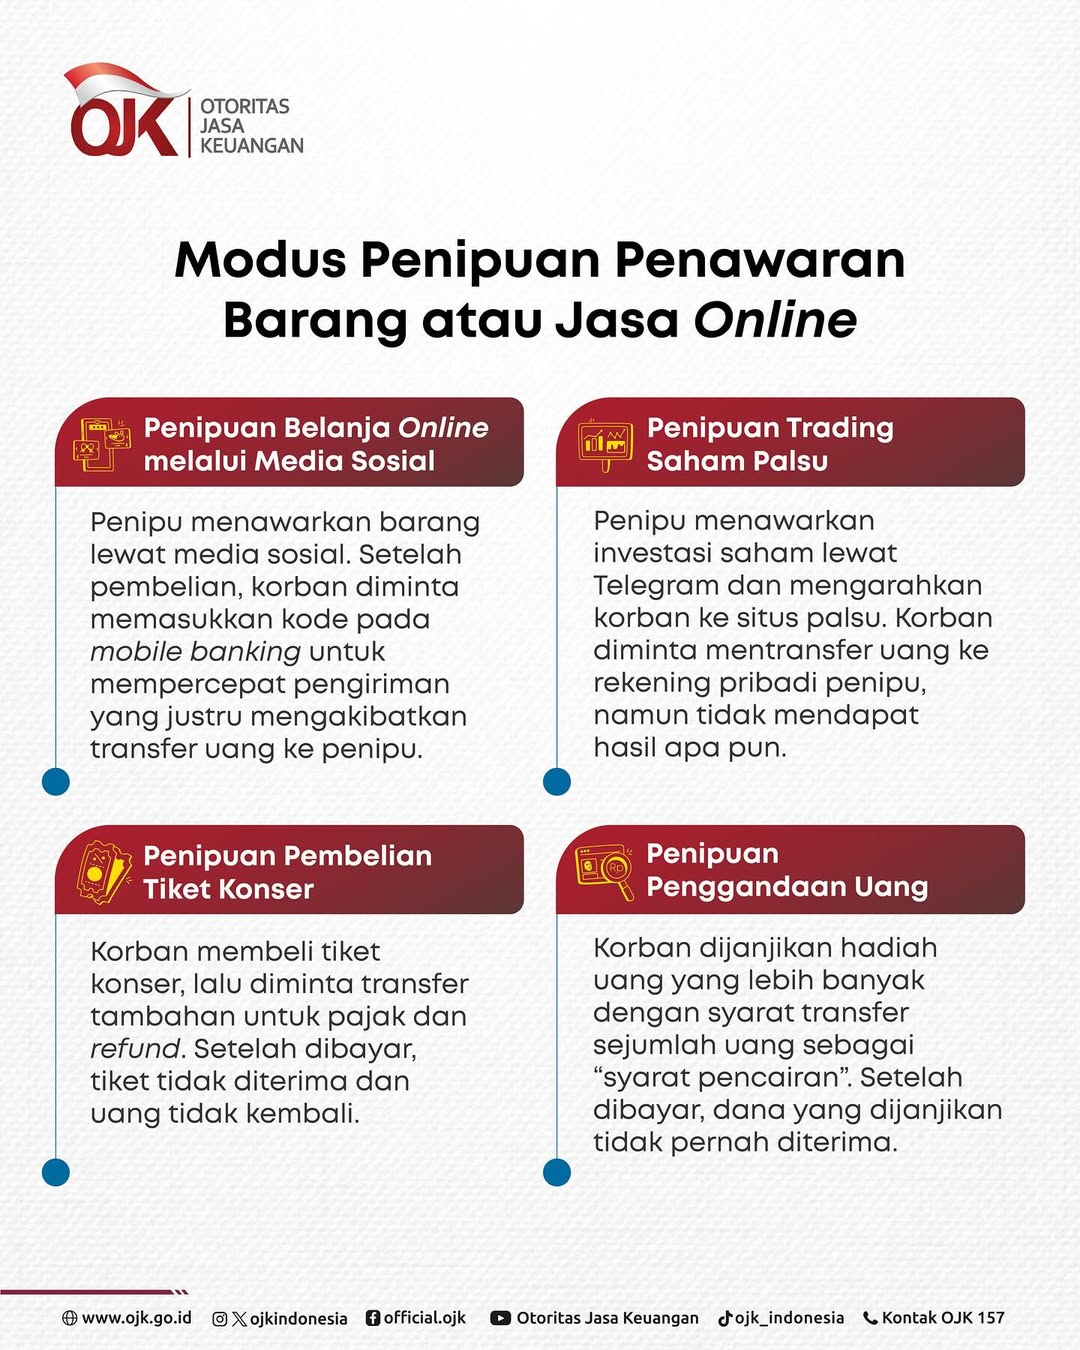 OJK
OTORITAS
JASA
KEUANGAN
Modus Penipuan Penawaran
Barang atau Jasa Online
Penipuan Belanja Online
melalui Media Sosial
Penipu menawarkan barang
lewat media sosial. Setelah
pembelian, korban diminta
memasukkan kode pada
mobile banking untuk
mempercepat pengiriman
yang justru mengakibatkan
transfer uang ke penipu.
Penipuan Trading
Saham Palsu
Penipu menawarkan
investasi saham lewat
Telegram dan mengarahkan
korban ke situs palsu. Korban
diminta mentransfer uang ke
rekening pribadi penipu,
namun tidak mendapat
hasil apa pun.
Penipuan Pembelian
Tiket Konser
Korban membeli tiket
konser, lalu diminta transfer
tambahan untuk pajak dan
refund. Setelah dibayar,
tiket tidak diterima dan
uang tidak kembali.
Rp
Penipuan
Penggandaan Uang
Korban dijanjikan hadiah
uang yang lebih banyak
dengan syarat transfer
sejumlah uang sebagai
“syarat pencairan”. Setelah
dibayar, dana yang dijanjikan
tidak pernah diterima.
www.ojk.go.id ojkindonesia official.ojk Otoritas Jasa Keuangan ojk_indonesia Kontak OJK 157